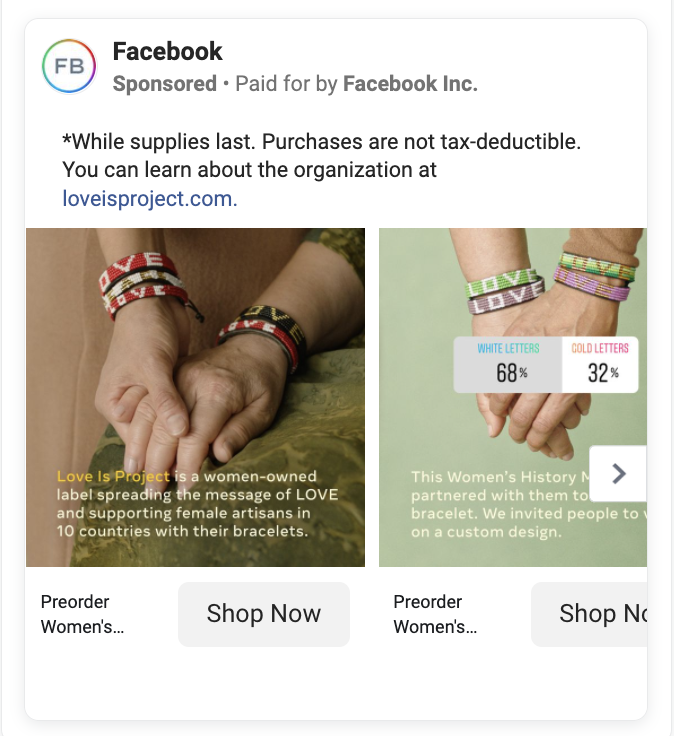 FB
Facebook
Sponsored • Paid for by Facebook Inc.
*While supplies last. Purchases are not tax-deductible.
You can learn about the organization at
loveisproject.com.
LOVE
LOVE
LOVE
LOVE
LOVE
Love Is Project is a women-owned
label spreading the message of LOVE
and supporting female artisans in
10 countries with their bracelets.
WHITE LETTERS
68%
GOLD LETTERS
32%
This Women's History M
partnered with them to
bracelet. We invited people to v
on a custom design.
Preorder
Women's...
Shop Now
Preorder
Women's...
Shop No